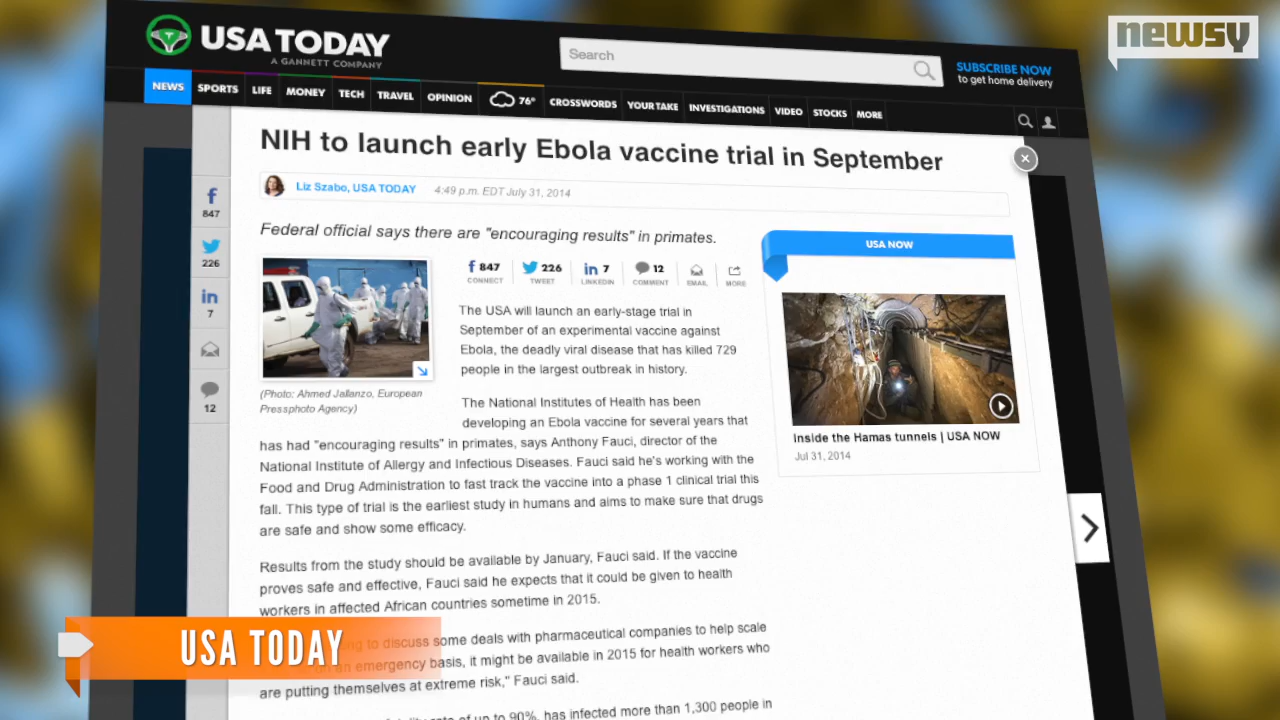 newsy
USA TODAY
A GANNETT COMPANY
Search
SUBSCRIBE NOW
to get home delivery
NEWS SPORTS LIFE MONEY TECH TRAVEL OPINION 76° CROSSWORDS YOUR TAKE INVESTIGATIONS VIDEO STOCKS MORE
NIH to launch early Ebola vaccine trial in September
Liz Szabo, USA TODAY 4:49 p.m. EDT July 31, 2014
Federal official says there are "encouraging results" in primates.
847
226
7
12
847 226 7 12
CONNECT TWEET LINKEDIN COMMENT EMAIL MORE
(Photo: Ahmed Jallanzo, European
Pressphoto Agency)
The USA will launch an early-stage trial in
September of an experimental vaccine against
Ebola, the deadly viral disease that has killed 729
people in the largest outbreak in history.
The National Institutes of Health has been
developing an Ebola vaccine for several years that
has had "encouraging results" in primates, says Anthony Fauci, director of the
National Institute of Allergy and Infectious Diseases. Fauci said he's working with the
Food and Drug Administration to fast track the vaccine into a phase 1 clinical trial this
fall. This type of trial is the earliest study in humans and aims to make sure that drugs
are safe and show some efficacy.
Results from the study should be available by January, Fauci said. If the vaccine
proves safe and effective, Fauci said he expects that it could be given to health
workers in affected African countries sometime in 2015.
to discuss some deals with pharmaceutical companies to help scale
an emergency basis, it might be available in 2015 for health workers who
are putting themselves at extreme risk," Fauci said.
rate of up to 90%, has infected more than 1,300 people in
USA NOW
Inside the Hamas tunnels | USA NOW
Jul 31, 2014
USA TODAY